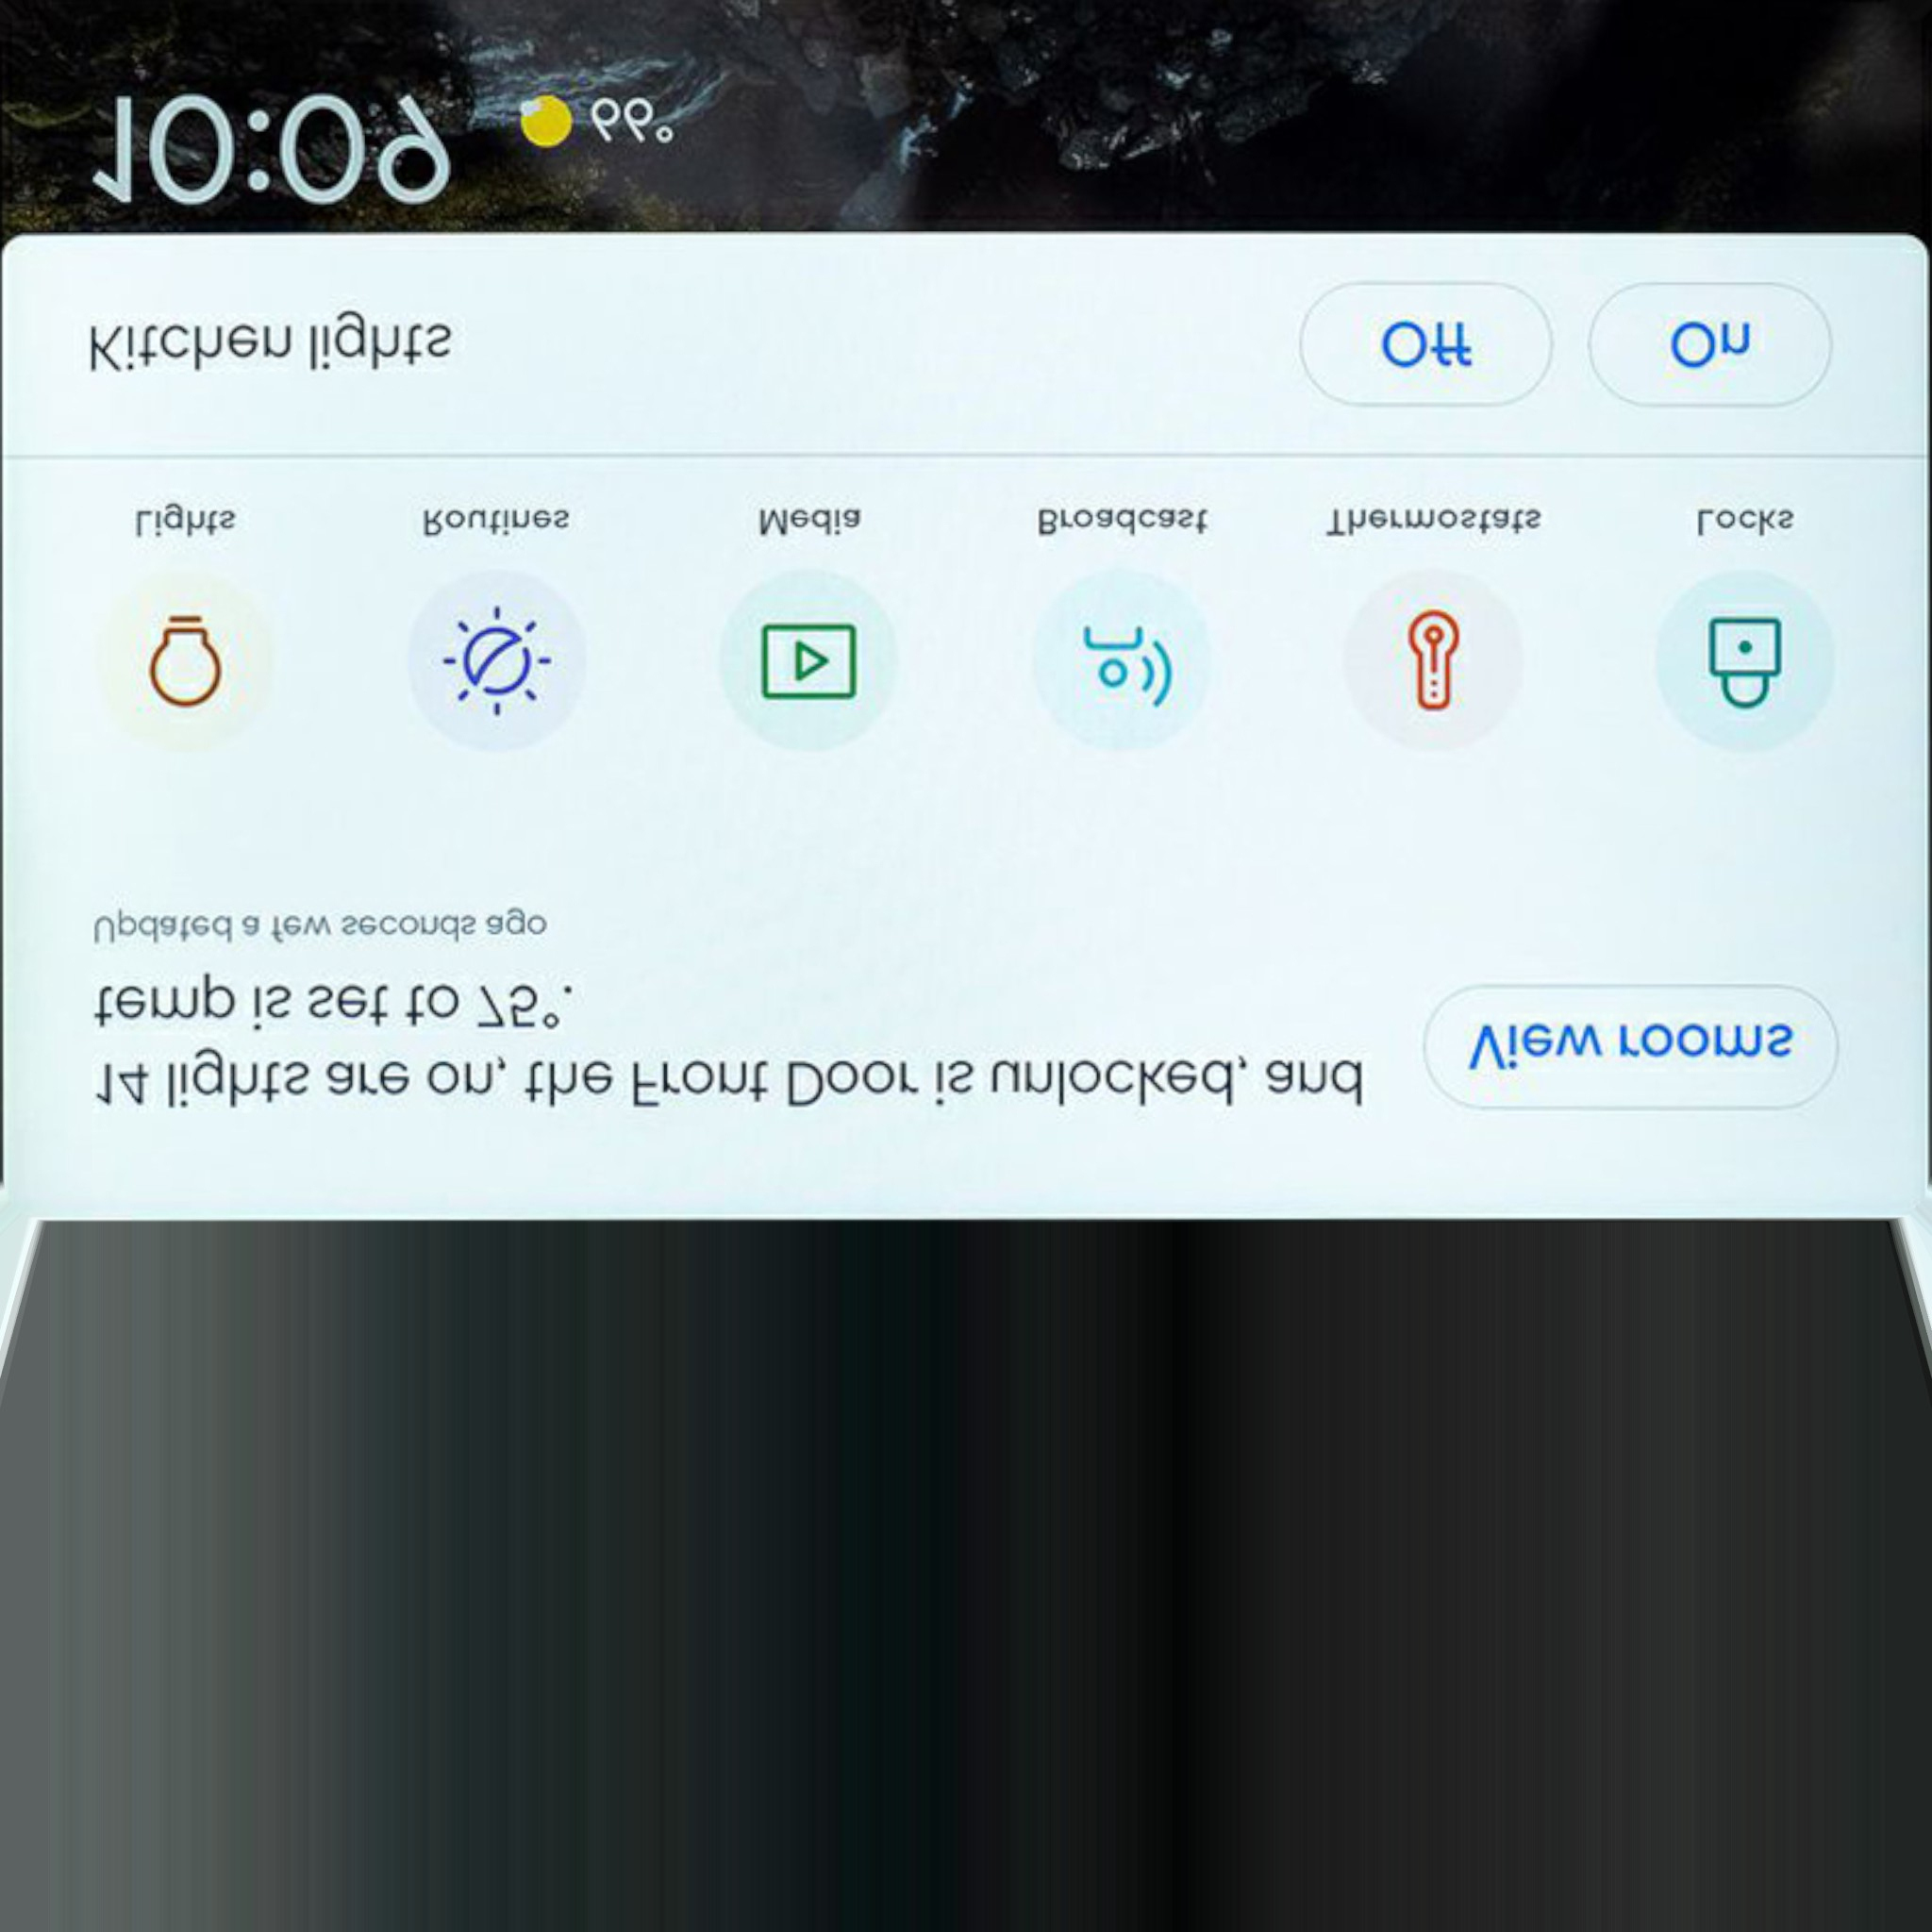 14 lights are on, the Front Door is unlocked, and
temp is set to 75°.
Updated a few seconds ago
View rooms
Lights
Routines
Media
Broadcast
Thermostats
Locks
Kitchen lights
Off
On
10:09
66°